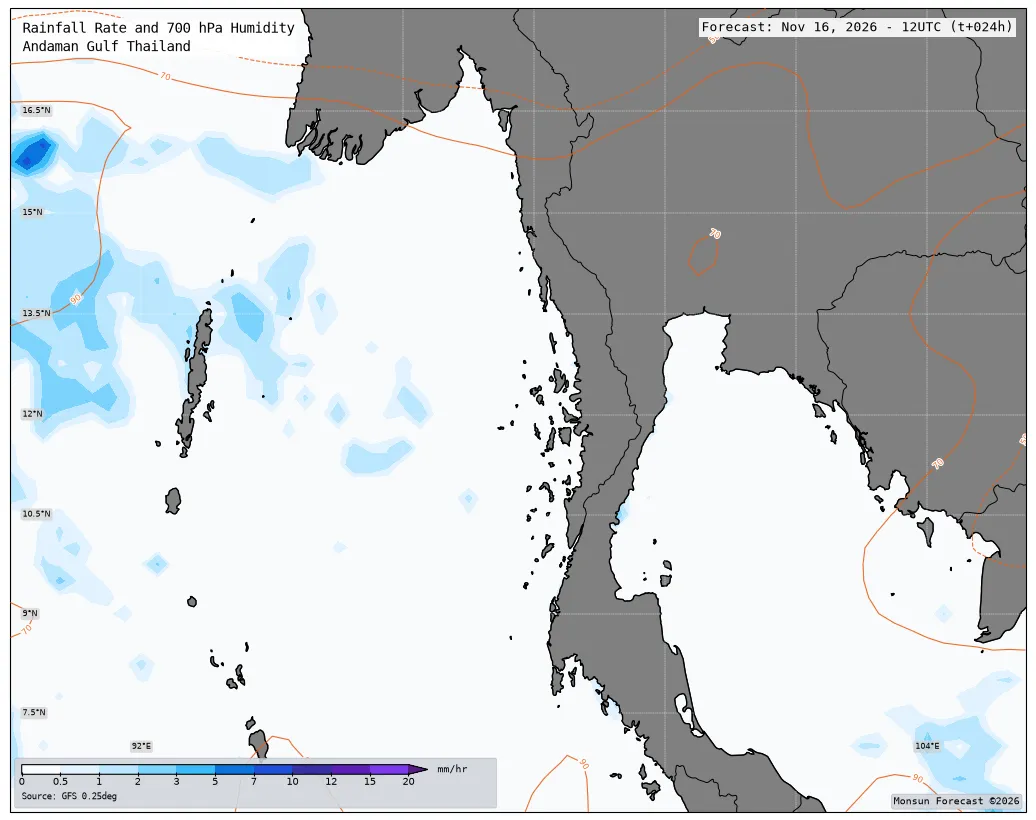 Rainfall Rate and 700 hPa Humidity
Andaman Gulf Thailand
Forecast: Nov 16, 2026 - 12UTC (t+024h)
70
16.5°N
15°N
70
90
13.5°N
12°N
70
10.5°N
9°N
70
7.5°N
92°E
104°E
90
90
mm/hr
0 0.5 1 2 3 5 7 10 12 15 20
Source: GFS 0.25deg
Monsun Forecast ©2026